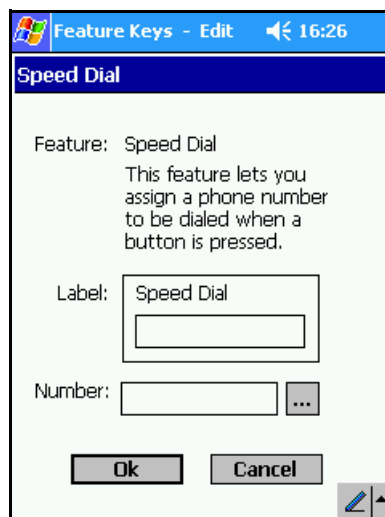 Feature Keys - Edit 16:26
Speed Dial
Feature: Speed Dial
This feature lets you
assign a phone number
to be dialed when a
button is pressed.
Label: Speed Dial
Number: ...
Ok Cancel